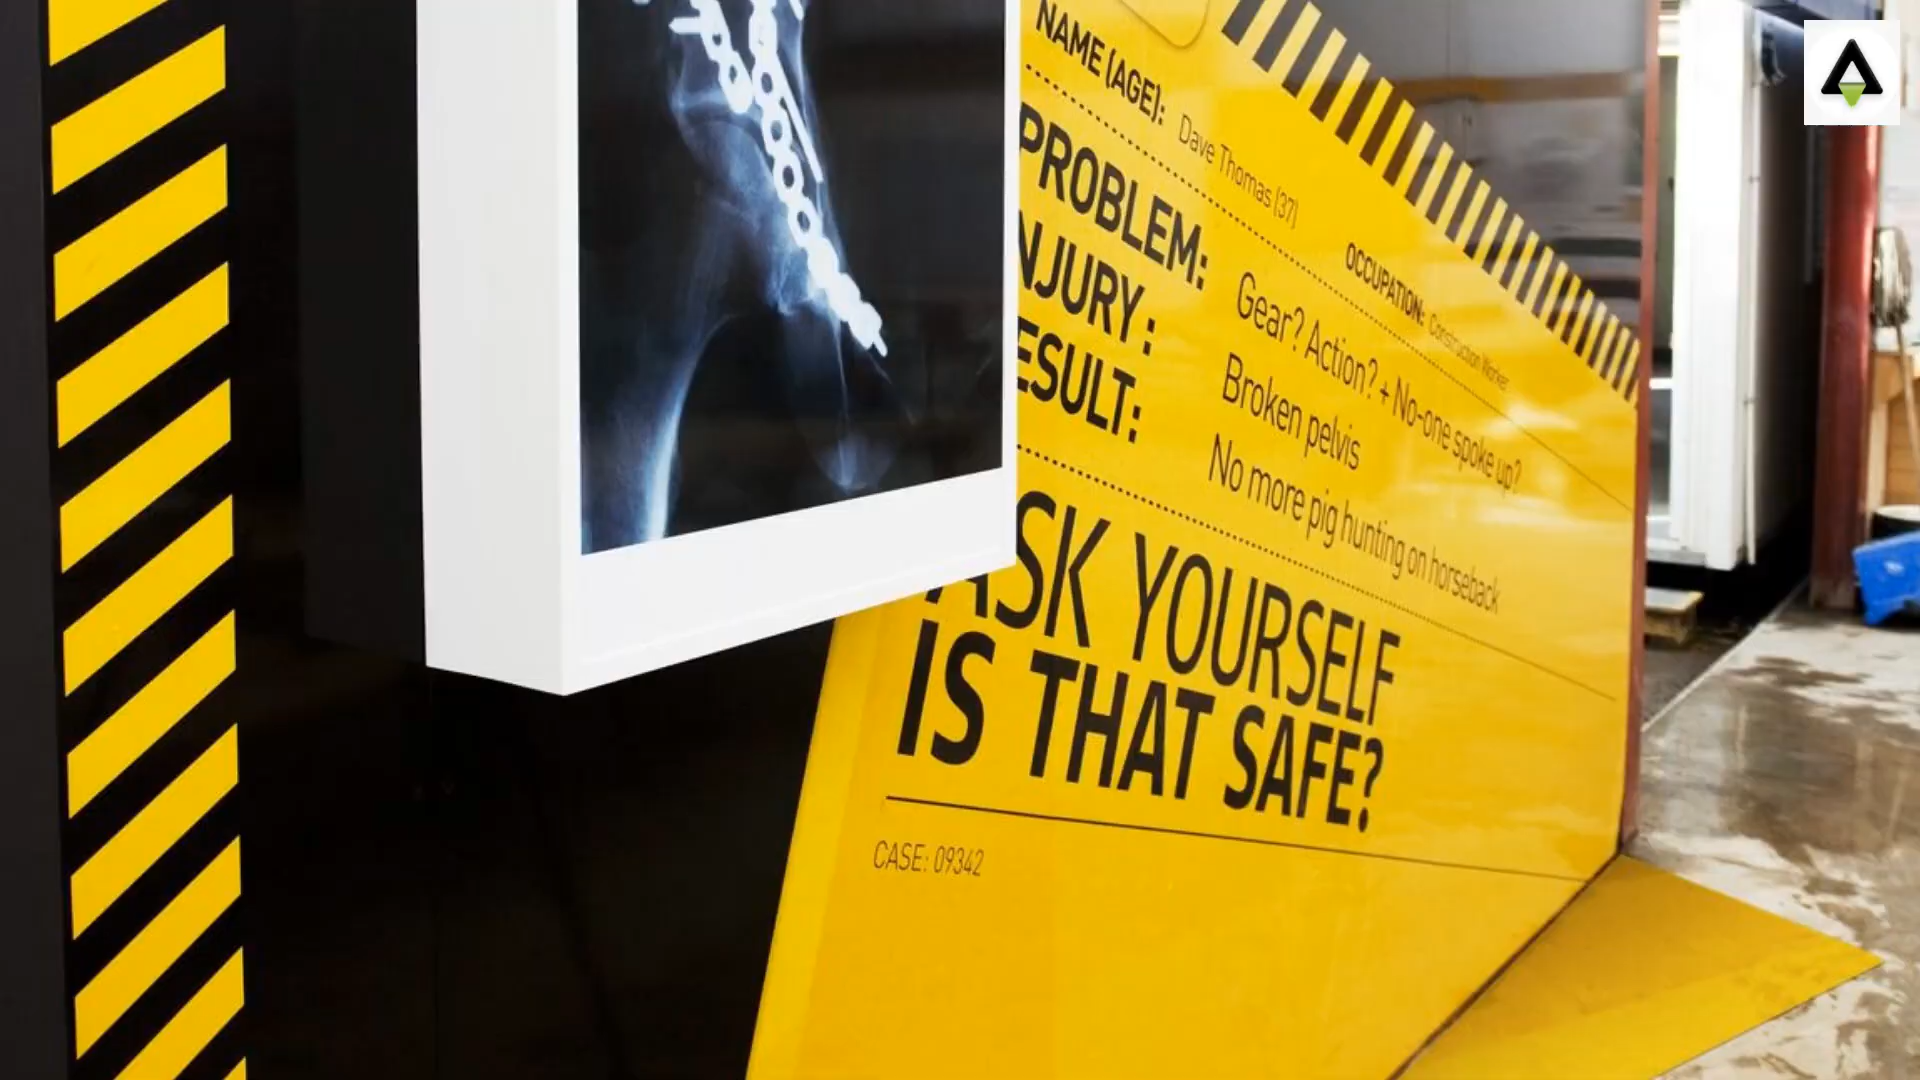 NAME (AGE): Dave Thomas (37)
OCCUPATION: Construction Worker
PROBLEM: Gear? Action? + No-one spoke up?
NJURY: Broken pelvis
ESULT: No more pig hunting on horseback
ASK YOURSELF
IS THAT SAFE?
CASE: 09342